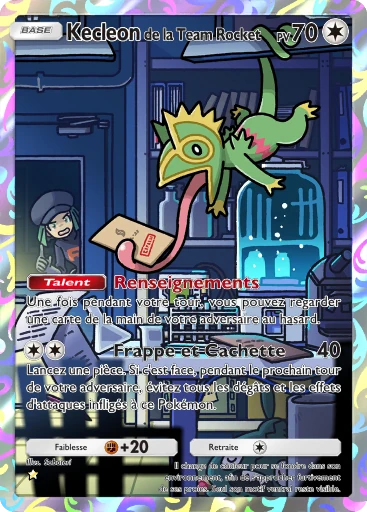 BASE Kecleon de la Team Rocket PV 70
Talent Renseignements
Une fois pendant votre tour, vous pouvez regarder
une carte de la main de votre adversaire au hasard.
Frappe et Cachette 40
Lancez une pièce. Si c'est face, pendant le prochain tour
de votre adversaire, évitez tous les dégâts et les effets
d'attaques infligés à ce Pokémon.
Faiblesse +20 Retraite
Illus. Soboleri
Il change de couleur pour se fondre dans son
environnement, afin de s'approcher furtivement
de ses proies. Seul son motif ventral reste visible.